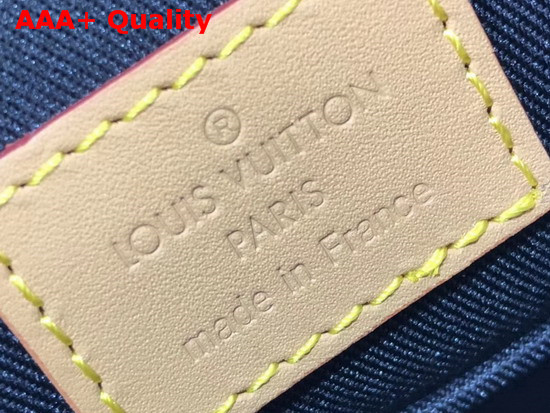 AAA+ Quality
®
LOUIS VUITTON
PARIS
made in France